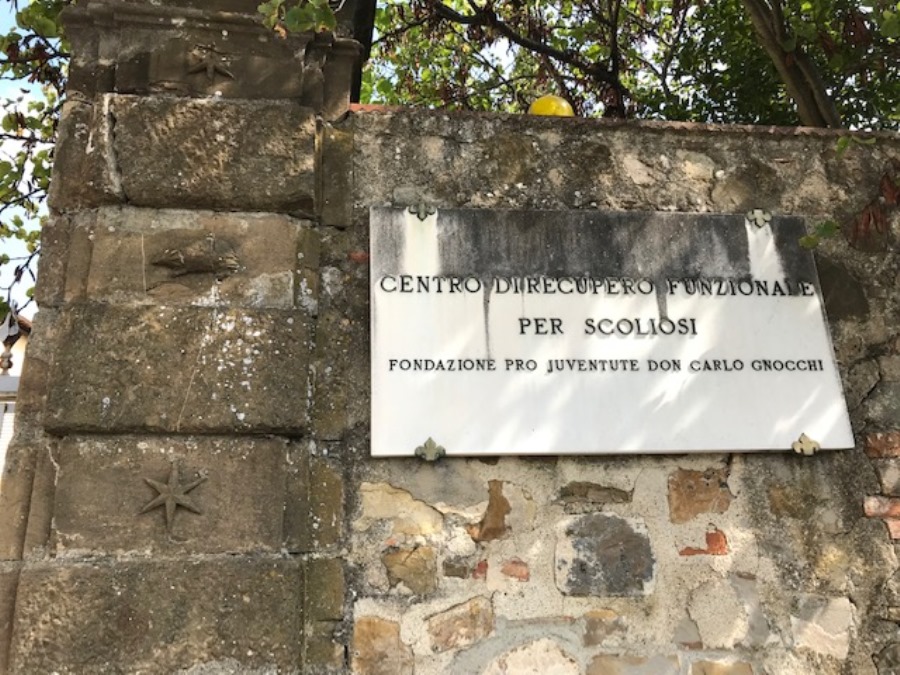 CENTRO DI RECUPERO FUNZIONALE
PER SCOLIOSI
FONDAZIONE PRO JUVENTUTE DON CARLO GNOCCHI